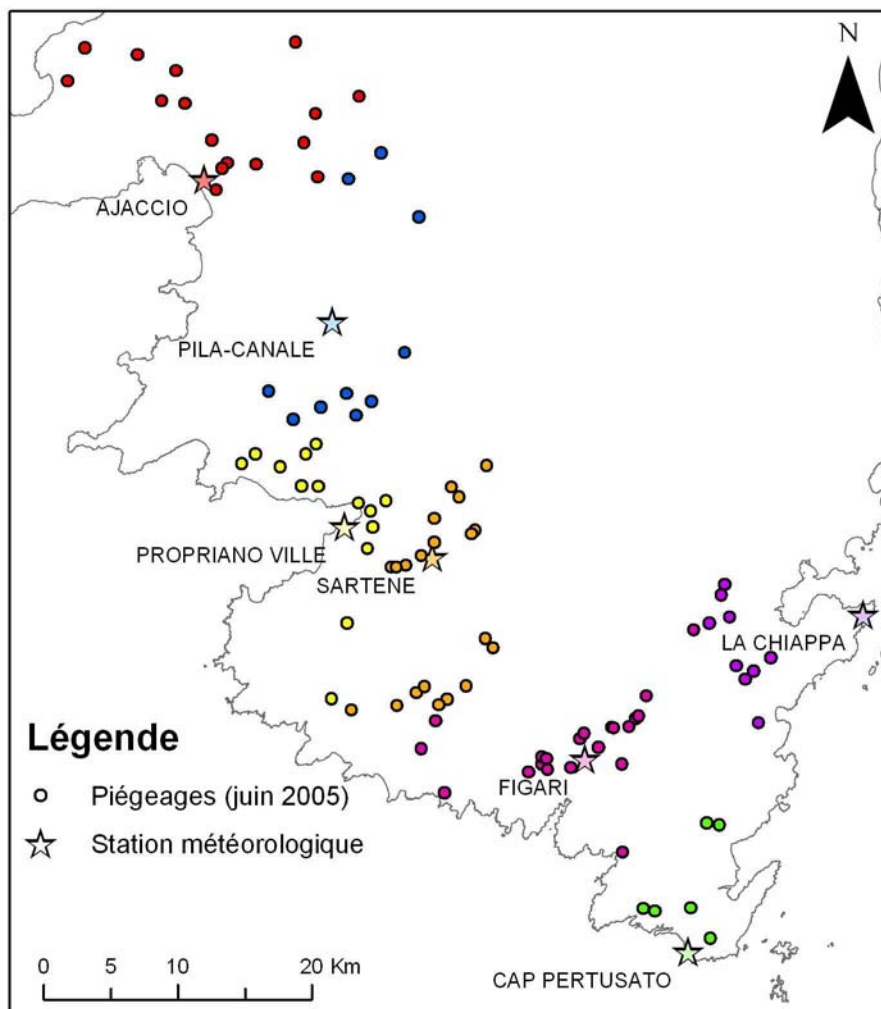 N
AJACCIO
PILA-CANALE
PROPRIANO VILLE
SARTENE
LA CHIAPPA
Légende
Piégeages (juin 2005)
FIGARI
Station météorologique
CAP PERTUSATO
0 5 10 20 Km